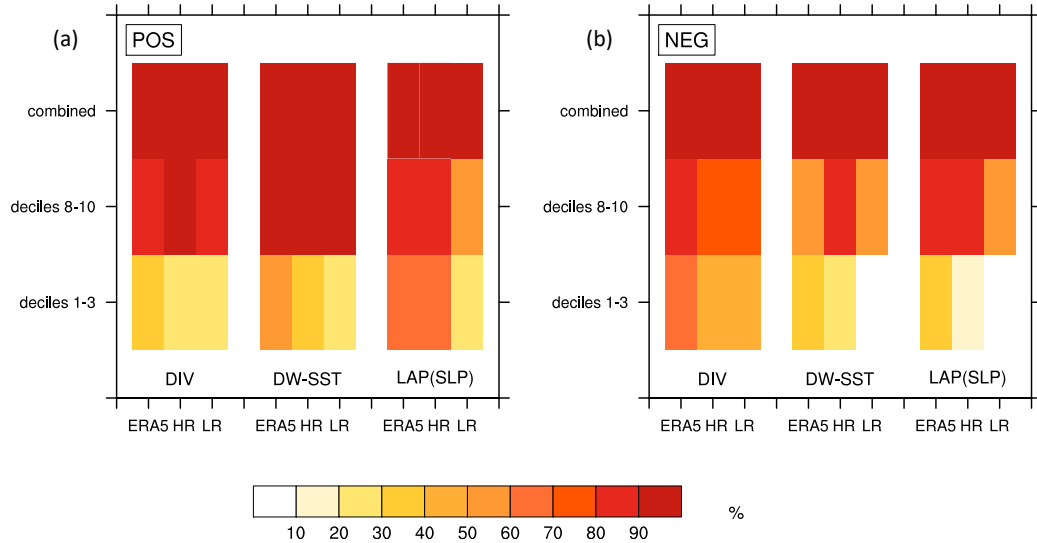 (a)
POS
combined
deciles 8-10
deciles 1-3
DIV
DW-SST
LAP(SLP)
ERA5 HR LR
ERA5 HR LR
ERA5 HR LR
(b)
NEG
combined
deciles 8-10
deciles 1-3
DIV
DW-SST
LAP(SLP)
ERA5 HR LR
ERA5 HR LR
ERA5 HR LR
10 20 30 40 50 60 70 80 90 %